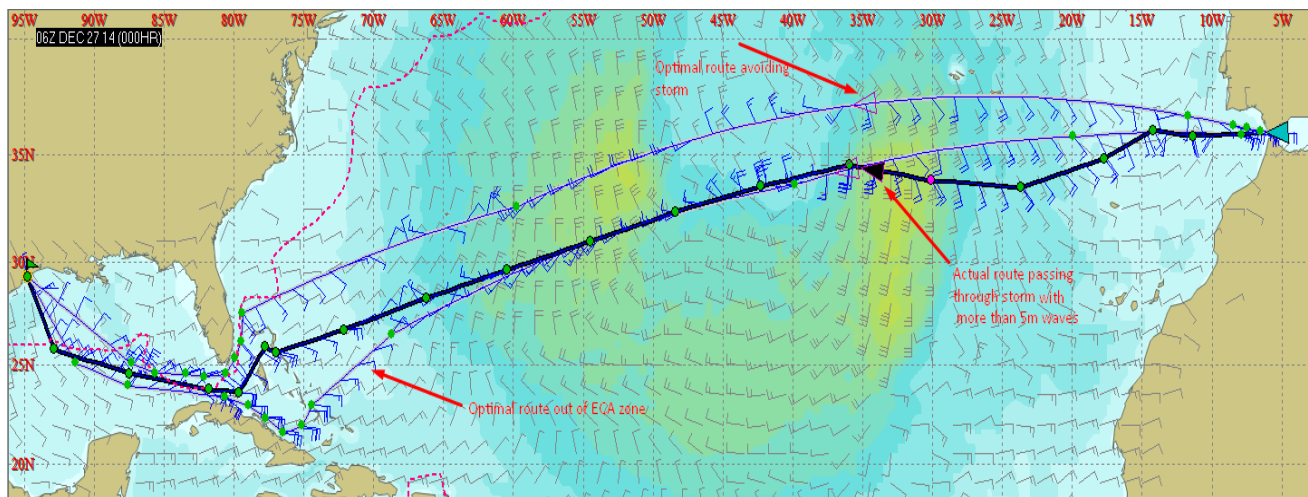 95W 90W 85W 80W 75W 70W 65W 60W 55W 50W 45W 40W 35W 30W 25W 20W 15W 10W 5W
06Z DEC 27 14 (000HR)
Optimal route avoiding
storm
35N
30N
Actual route passing
through storm with
more than 5m waves
25N
Optimal route out of ECA zone
20N